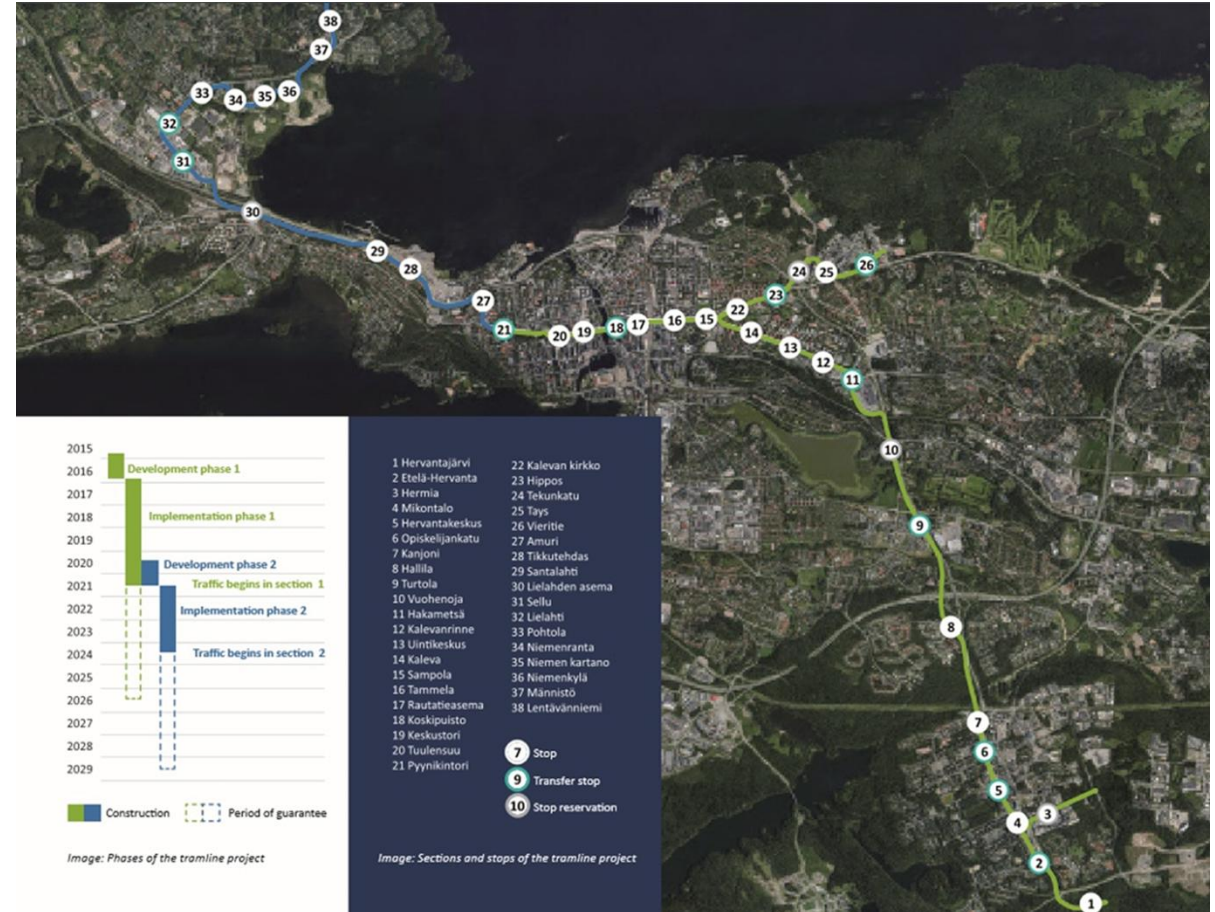 38
37
36
35
34
33
32
31
30
29
28
27
26
25
24
23
22
21
20
19
18
17
16
15
14
13
12
11
10
9
8
7
6
5
4
3
2
1
2015
2016
2017
2018
2019
2020
2021
2022
2023
2024
2025
2026
2027
2028
2029
Development phase 1
Implementation phase 1
Development phase 2
Traffic begins in section 1
Implementation phase 2
Traffic begins in section 2
Construction
Period of guarantee
Image: Phases of the tramline project
1 Hervantajärvi
2 Etelä-Hervanta
3 Hermia
4 Mikontalo
5 Hervantakeskus
6 Opiskelijankatu
7 Kanjoni
8 Hallila
9 Turtola
10 Vuohenoja
11 Hakametsä
12 Kalevanrinne
13 Uintikeskus
14 Kaleva
15 Sampola
16 Tammela
17 Rautatieasema
18 Koskipuisto
19 Keskustori
20 Tuulensuu
21 Pyynikintori
22 Kalevan kirkko
23 Hippos
24 Tekunkatu
25 Tays
26 Vieritie
27 Amuri
28 Tikkutehdas
29 Santalahti
30 Lielahden asema
31 Sellu
32 Lielahti
33 Pohtola
34 Niemenranta
35 Niemen kartano
36 Niemenkylä
37 Männistö
38 Lentävänniemi
7 Stop
9 Transfer stop
10 Stop reservation
Image: Sections and stops of the tramline project